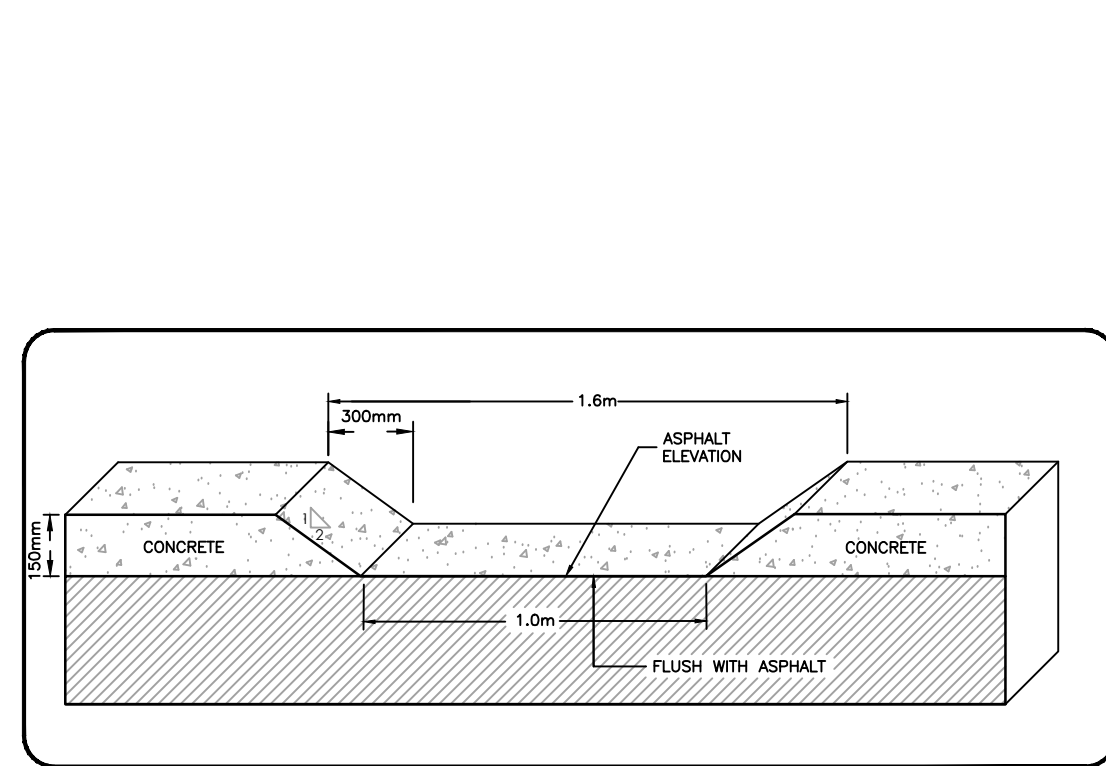 1.6m
300mm
ASPHALT
ELEVATION
1
2
150mm
CONCRETE
CONCRETE
1.0m
FLUSH WITH ASPHALT